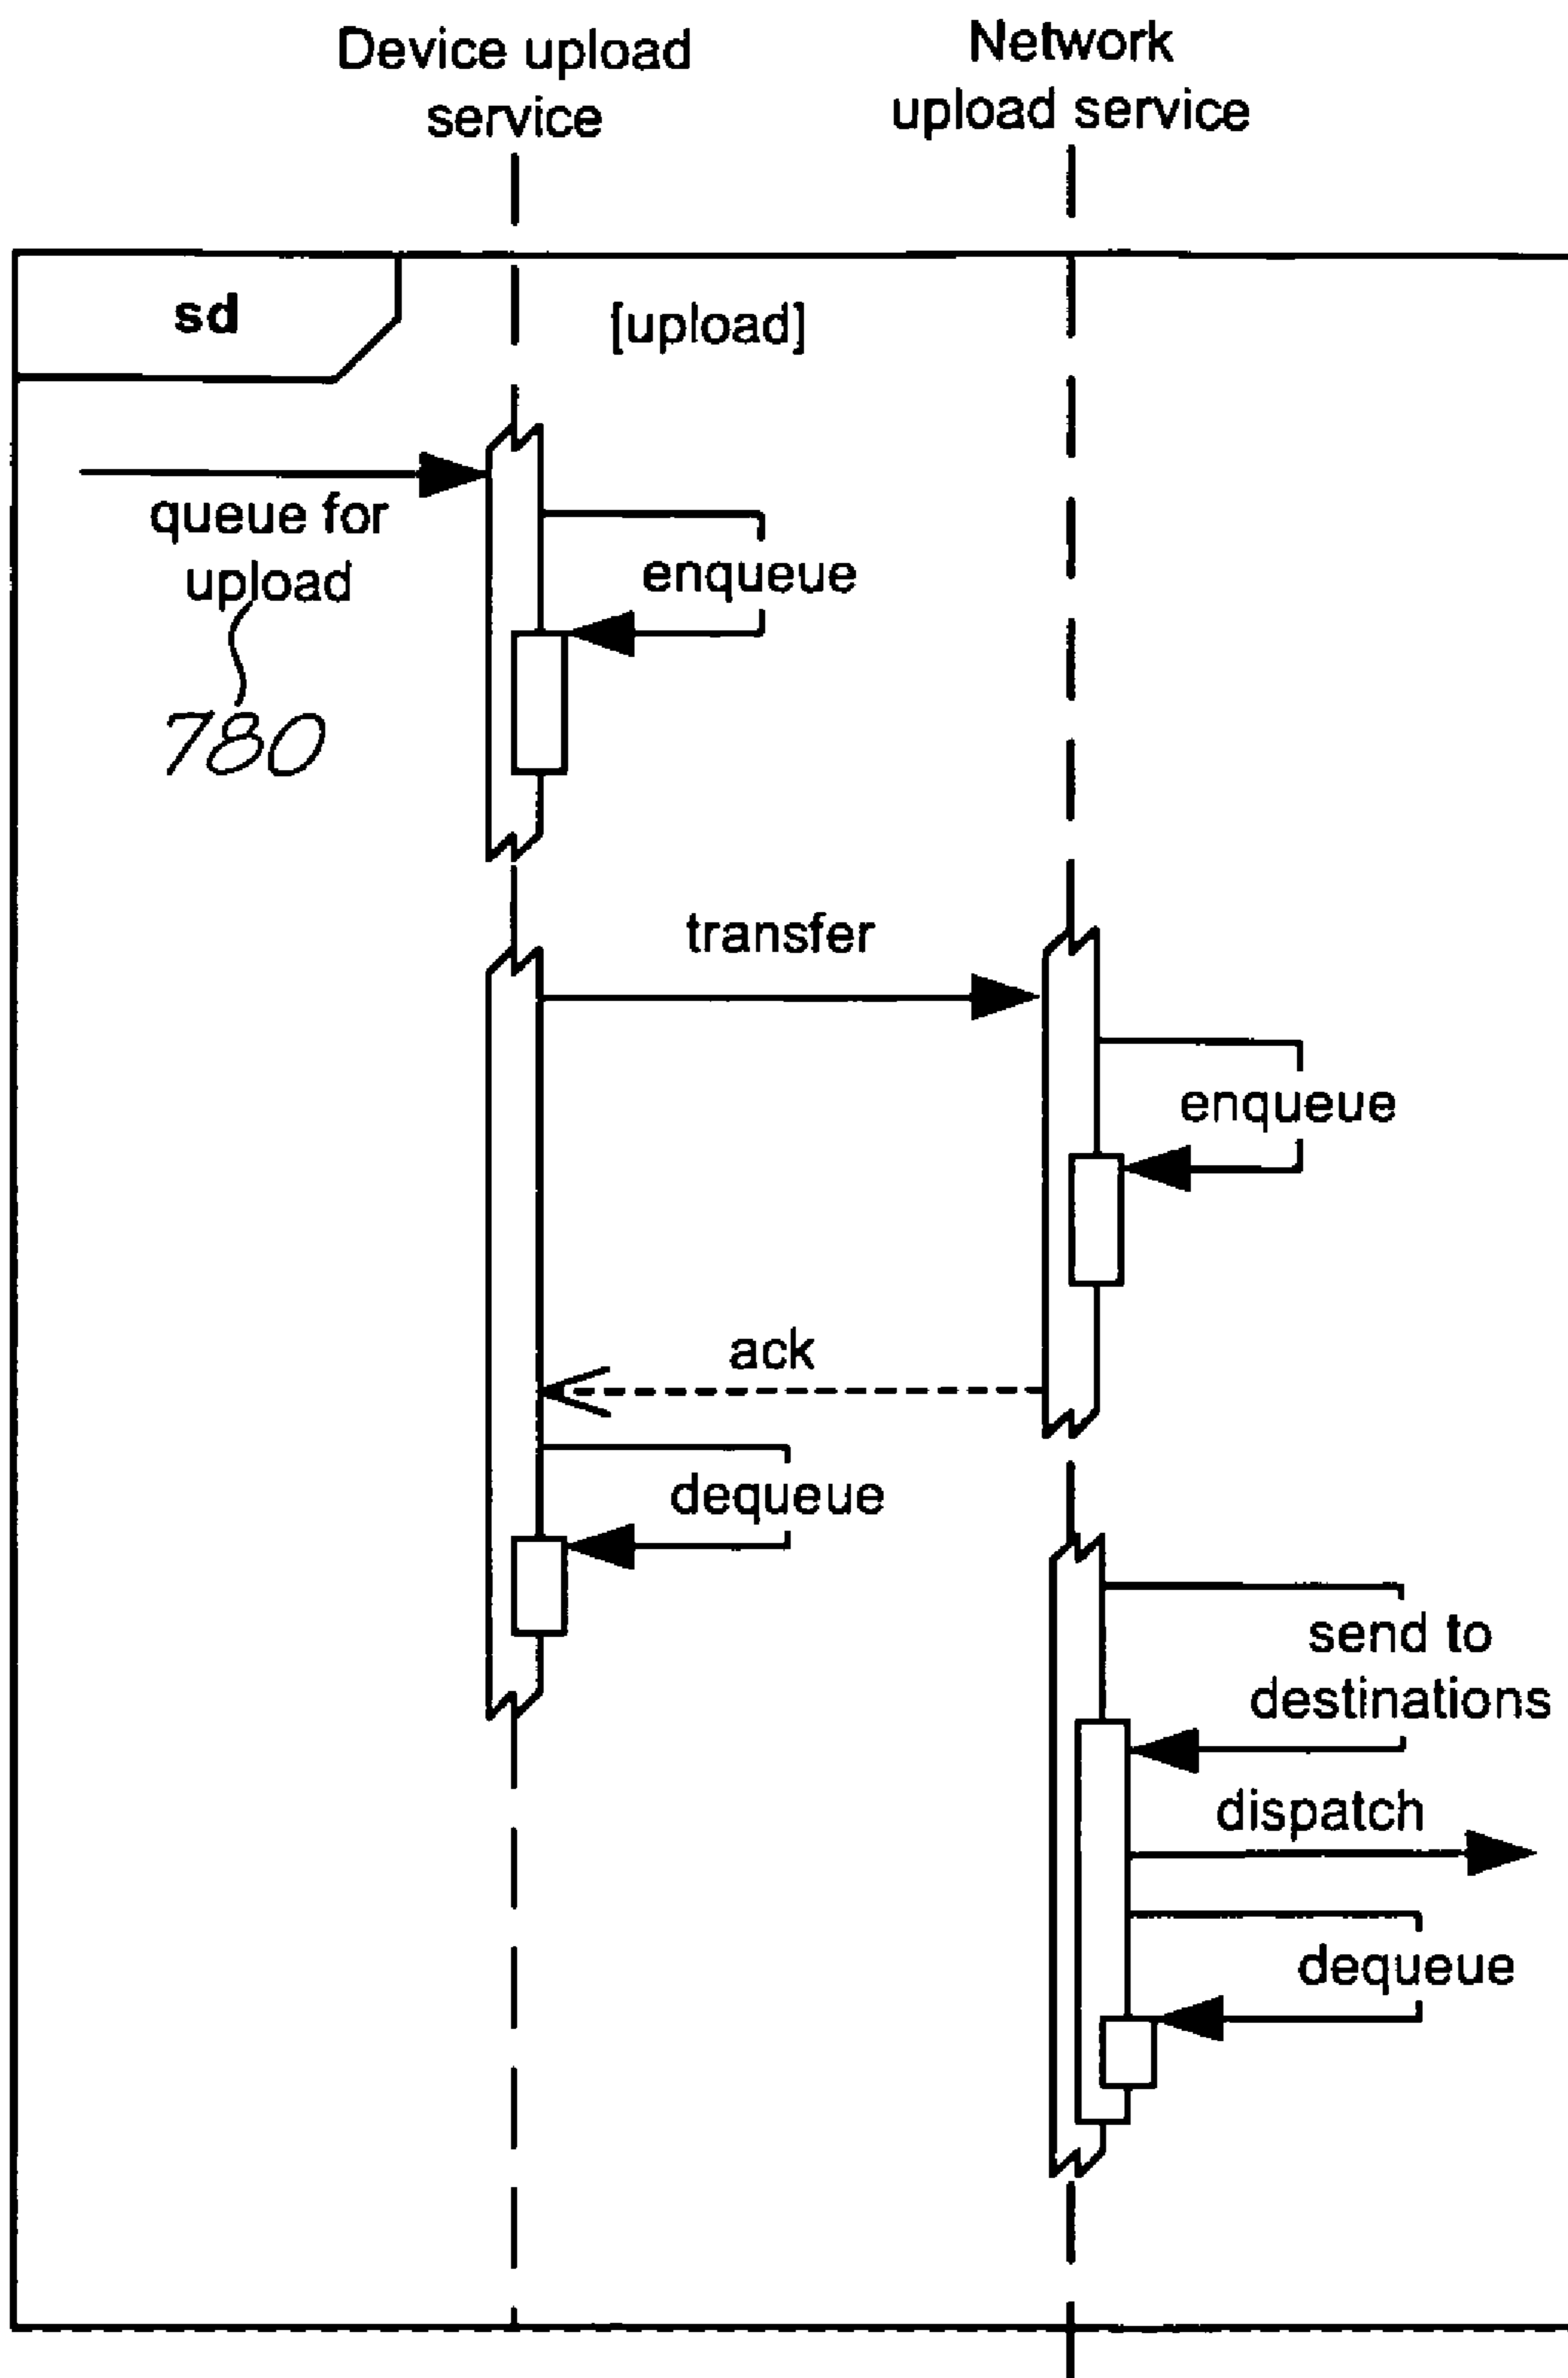 Device upload
service
Network
upload service
sd
[upload]
queue for
upload
780
enqueue
transfer
enqueue
ack
dequeue
send to
destinations
dispatch
dequeue